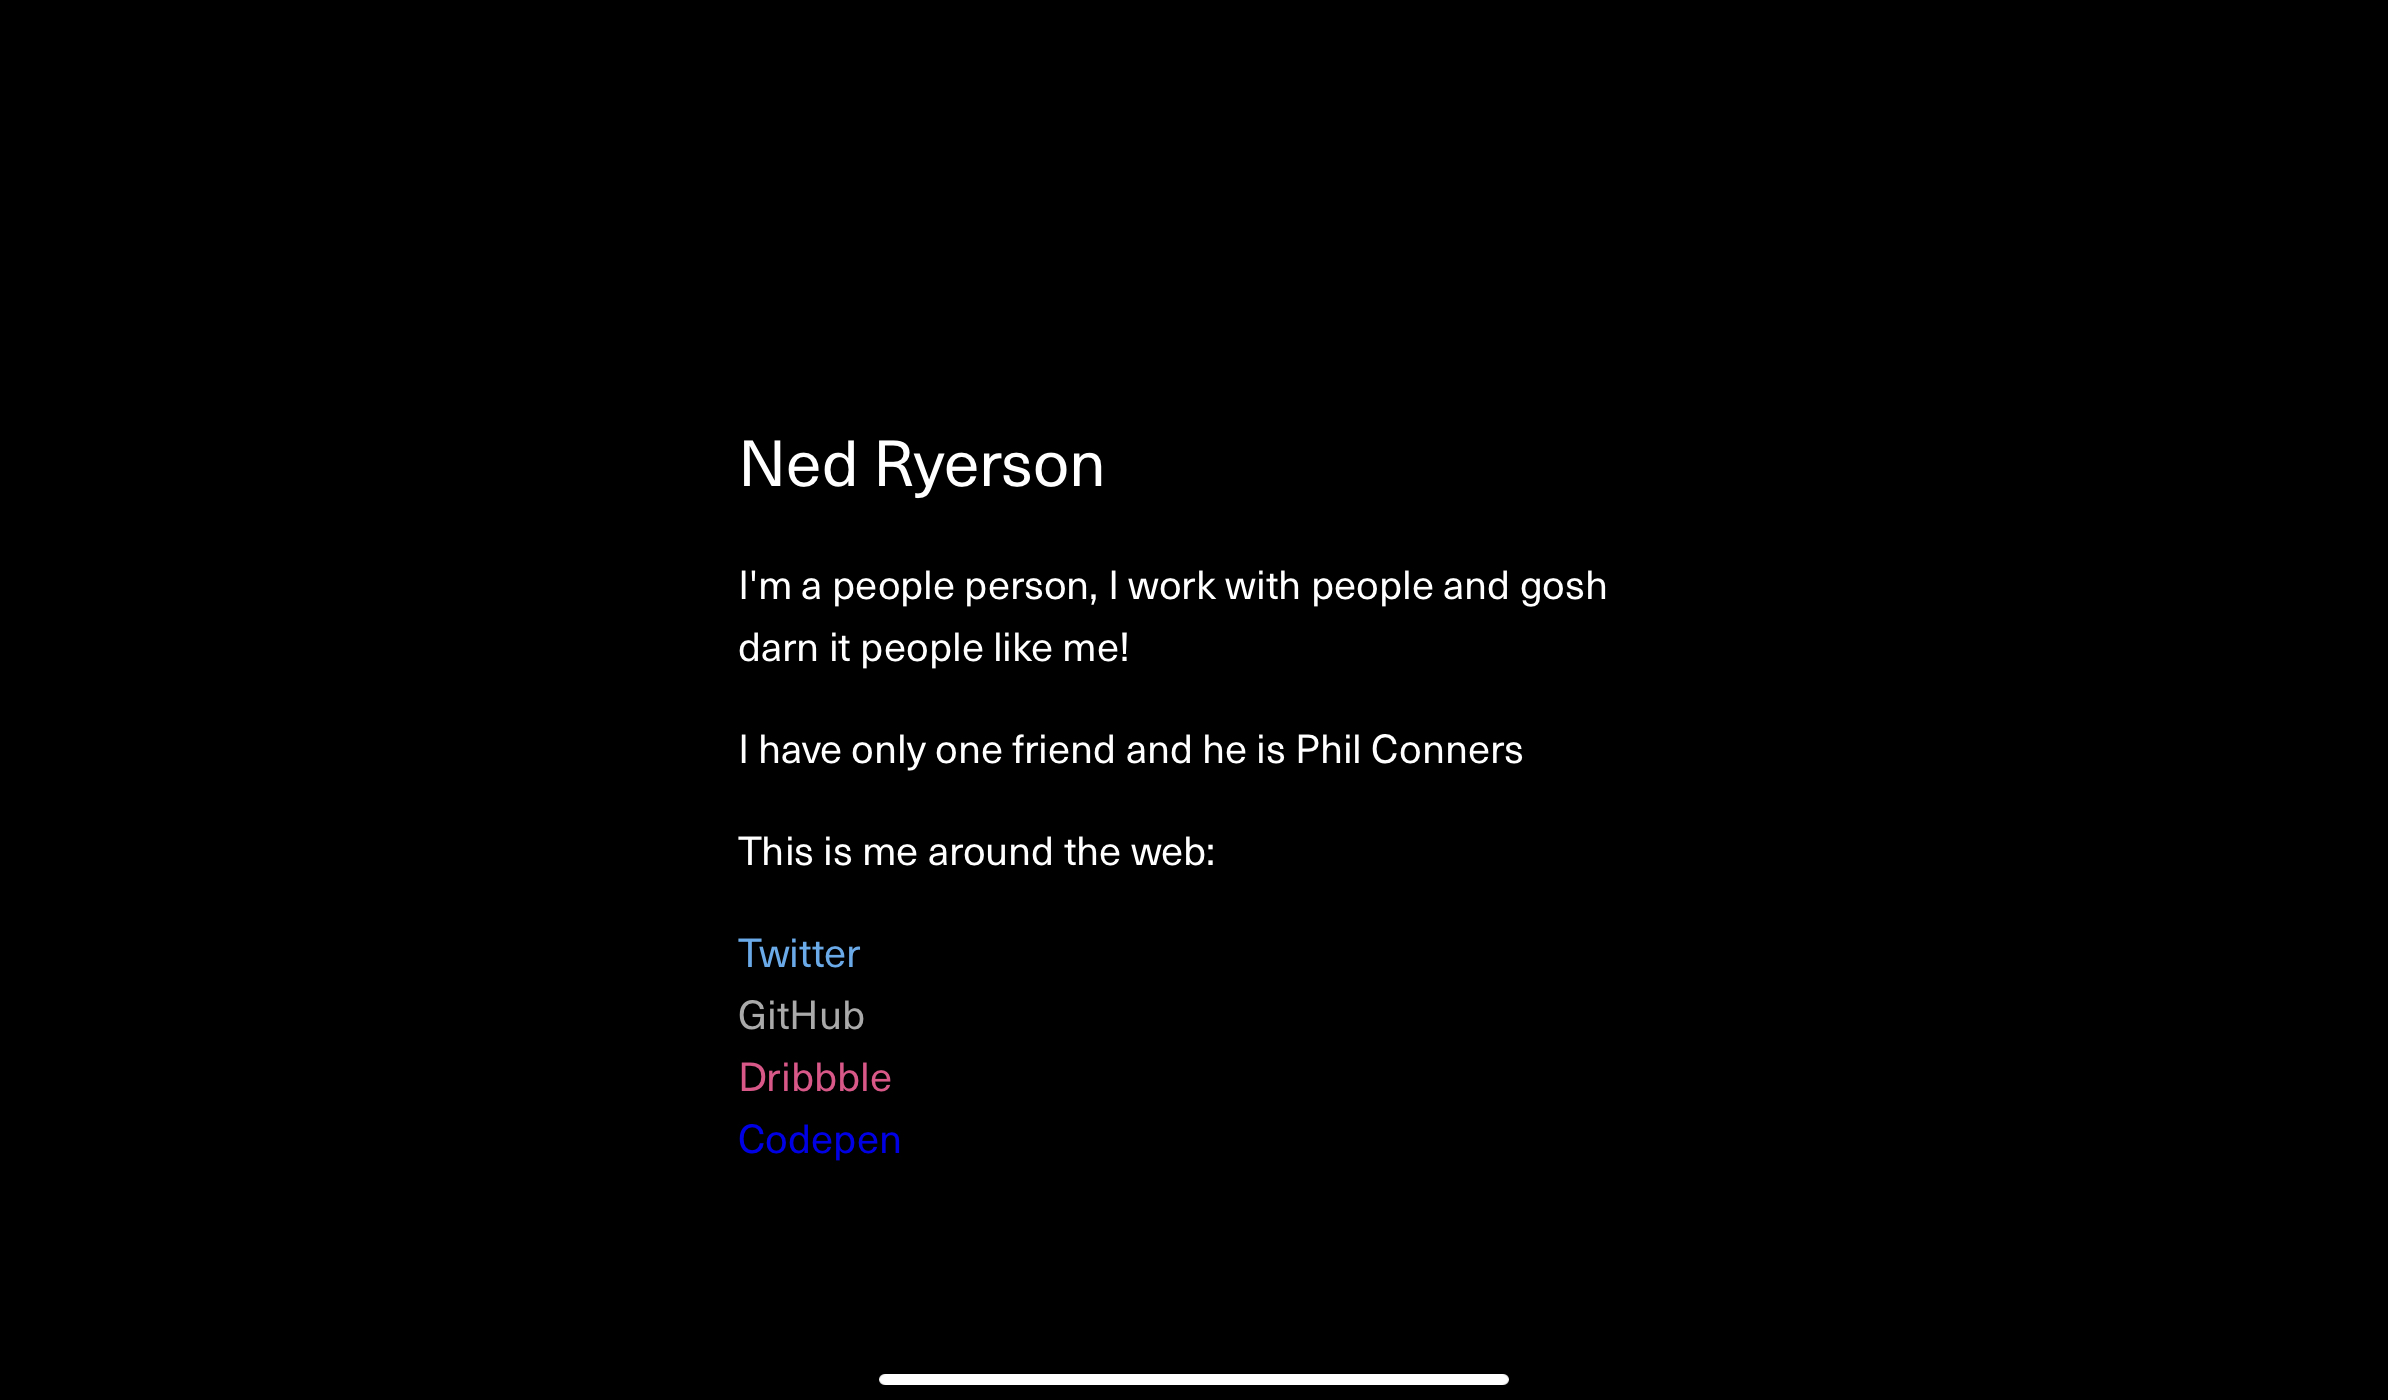 Ned Ryerson
I'm a people person, I work with people and gosh
darn it people like me!
I have only one friend and he is Phil Conners
This is me around the web:
Twitter
GitHub
Dribbble
Codepen